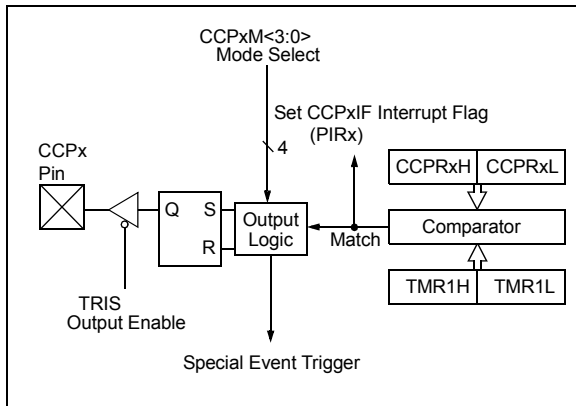 CCPxM<3:0>
Mode Select
Set CCPxIF Interrupt Flag
(PIRx)
4
CCPx
Pin
CCPRxH CCPRxL
Q S
R
Output
Logic
Match
Comparator
TRIS
Output Enable
TMR1H TMR1L
Special Event Trigger